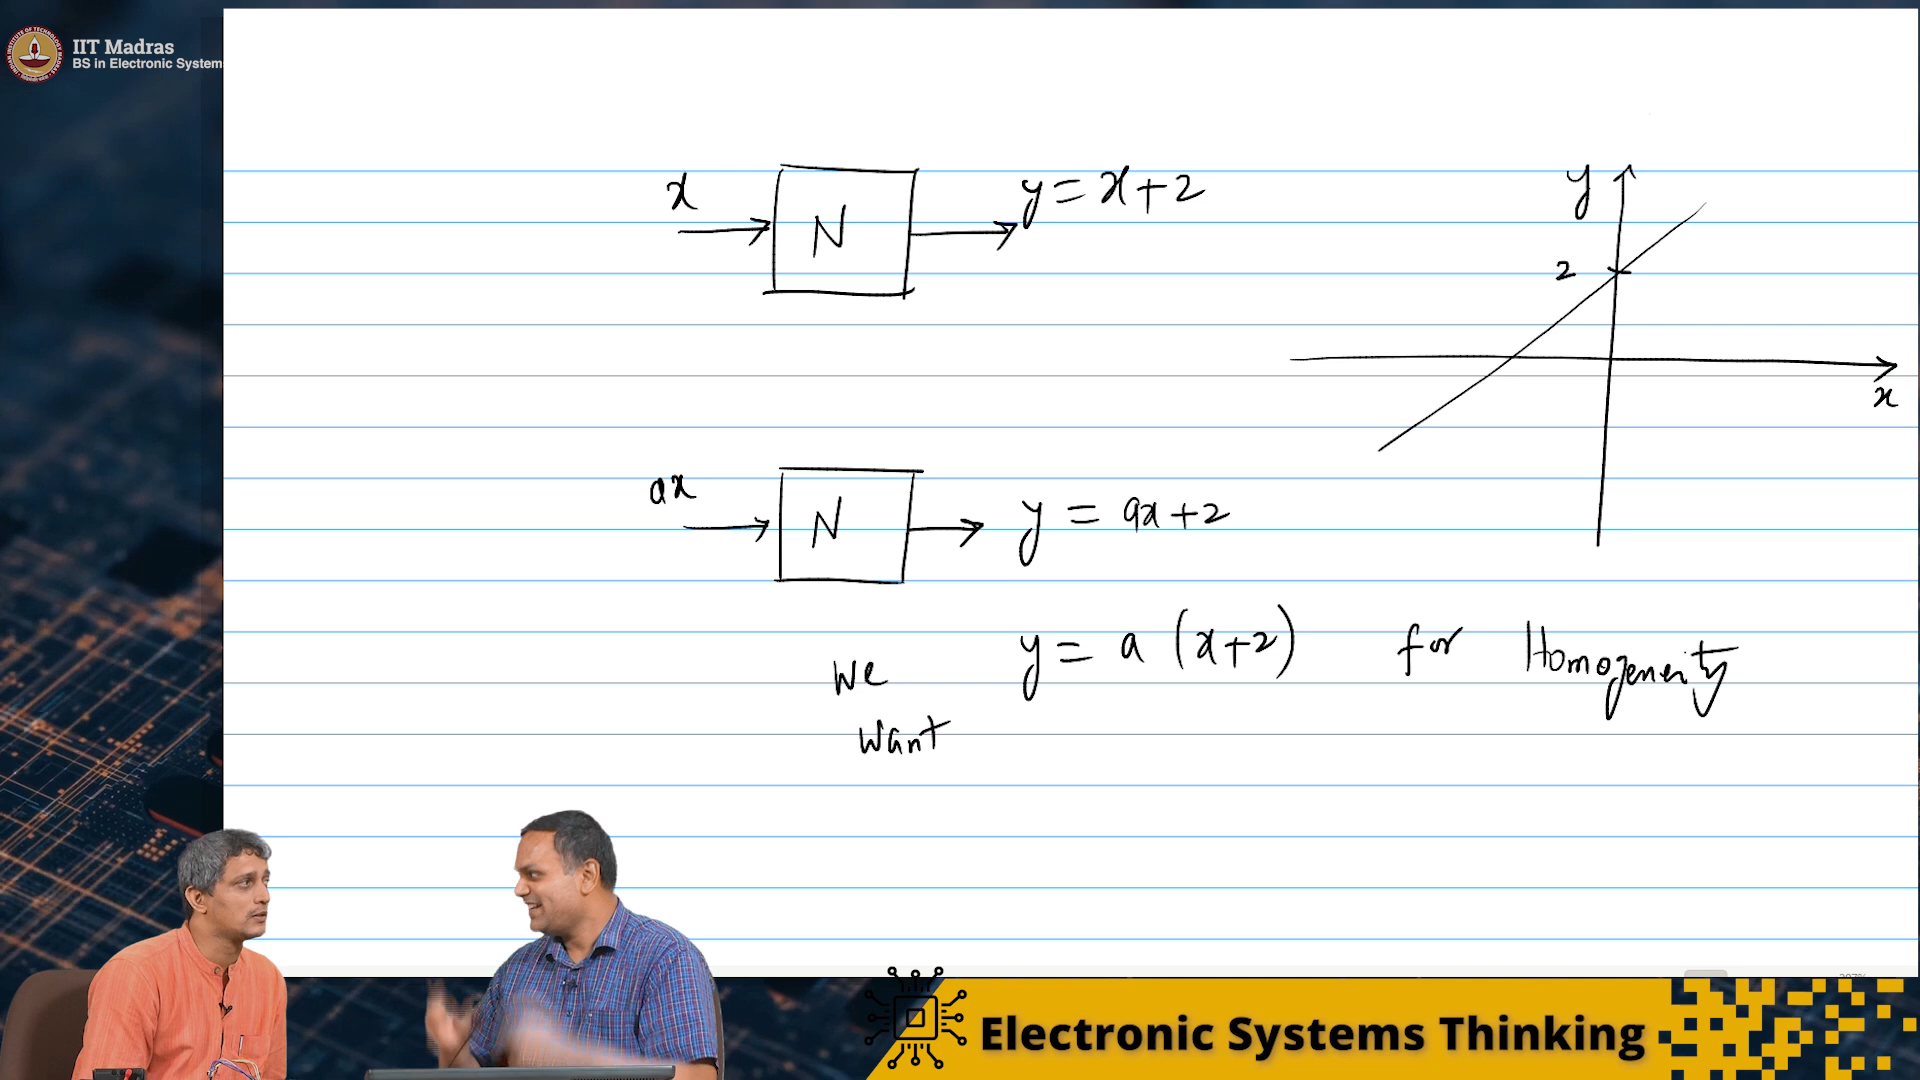 IIT Madras
BS in Electronic System
x
N
y = x+2
y
2
x
ax
N
y = ax+2
We want
y = a (x+2) for Homogeneity
Electronic Systems Thinking